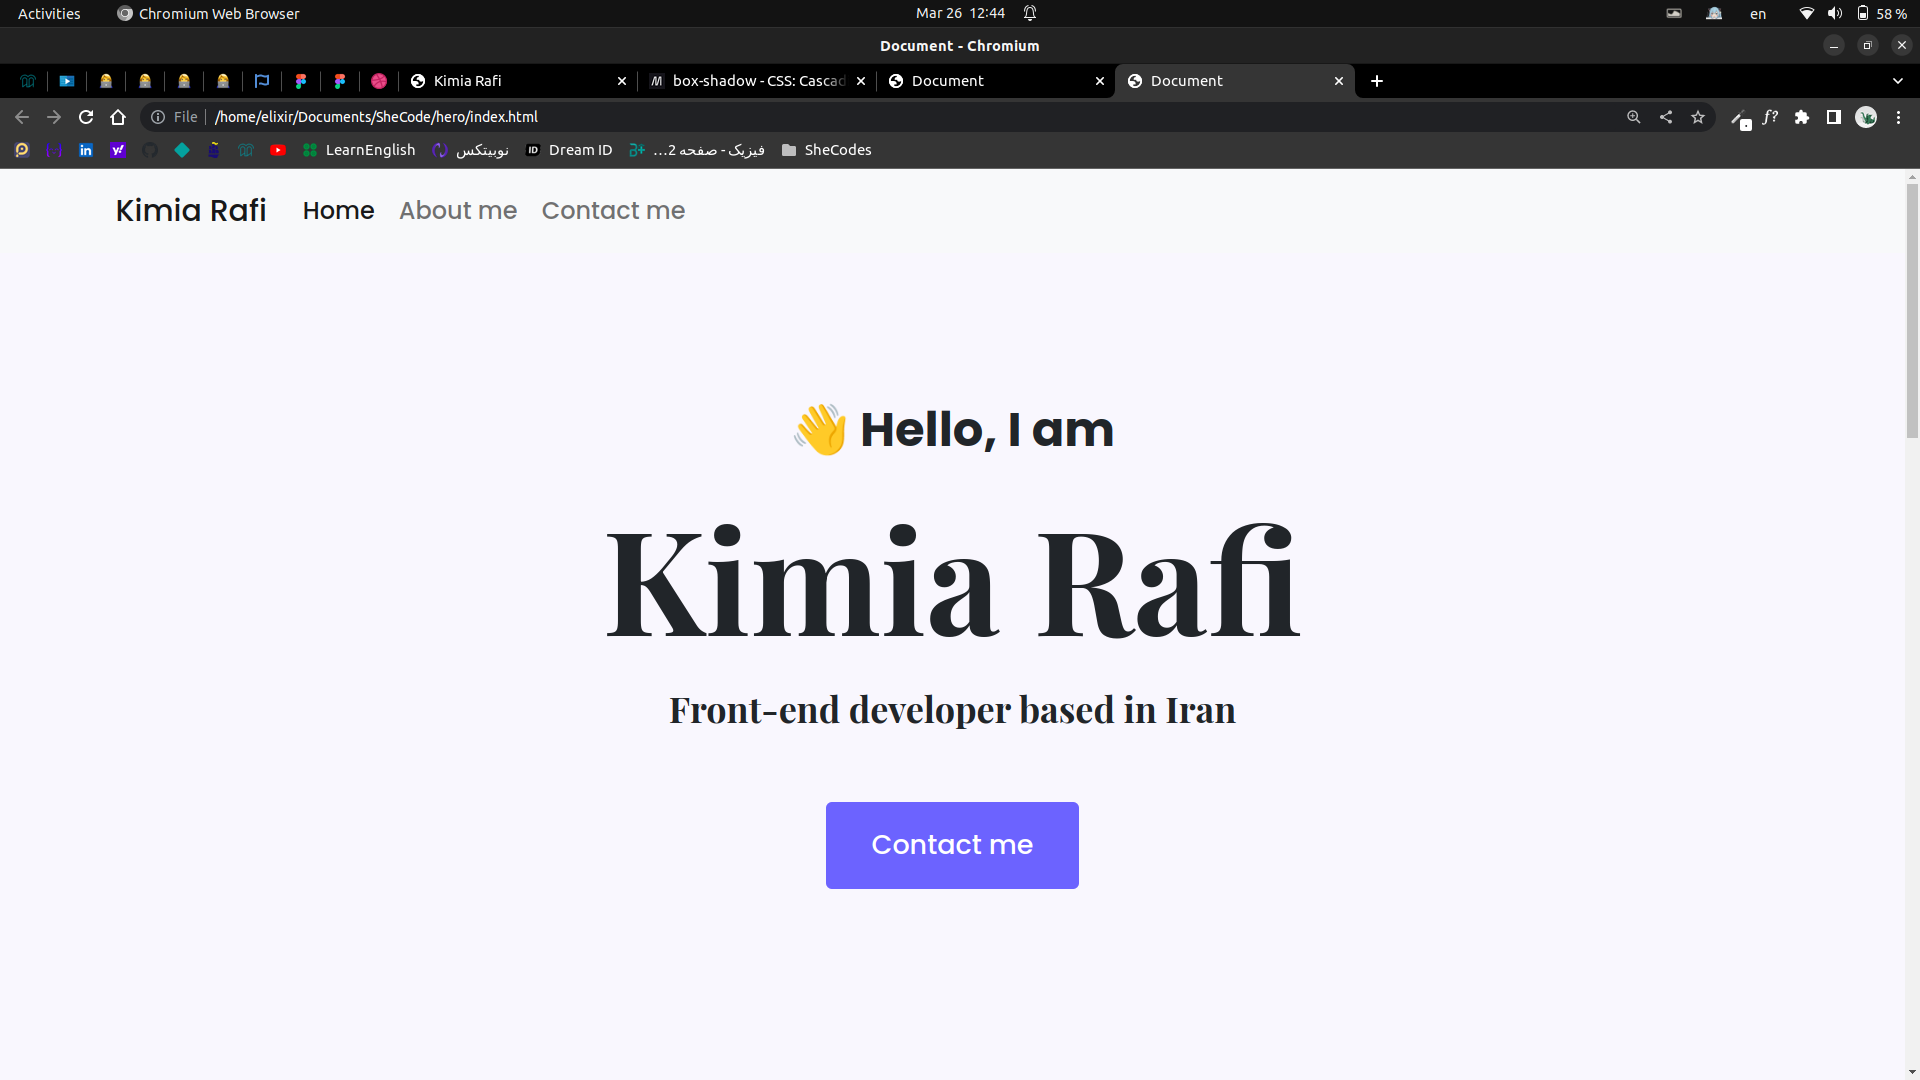 Activities Chromium Web Browser Mar 26 12:44 en 58 %
Document - Chromium
Kimia Rafi box-shadow - CSS: Cascad Document Document
File /home/elixir/Documents/SheCode/hero/index.html f?
LearnEnglish نوبیتکس ID Dream ID فیزیک - صفحه 2... SheCodes
Kimia Rafi Home About me Contact me
👋 Hello, I am
Kimia Rafi
Front-end developer based in Iran
Contact me